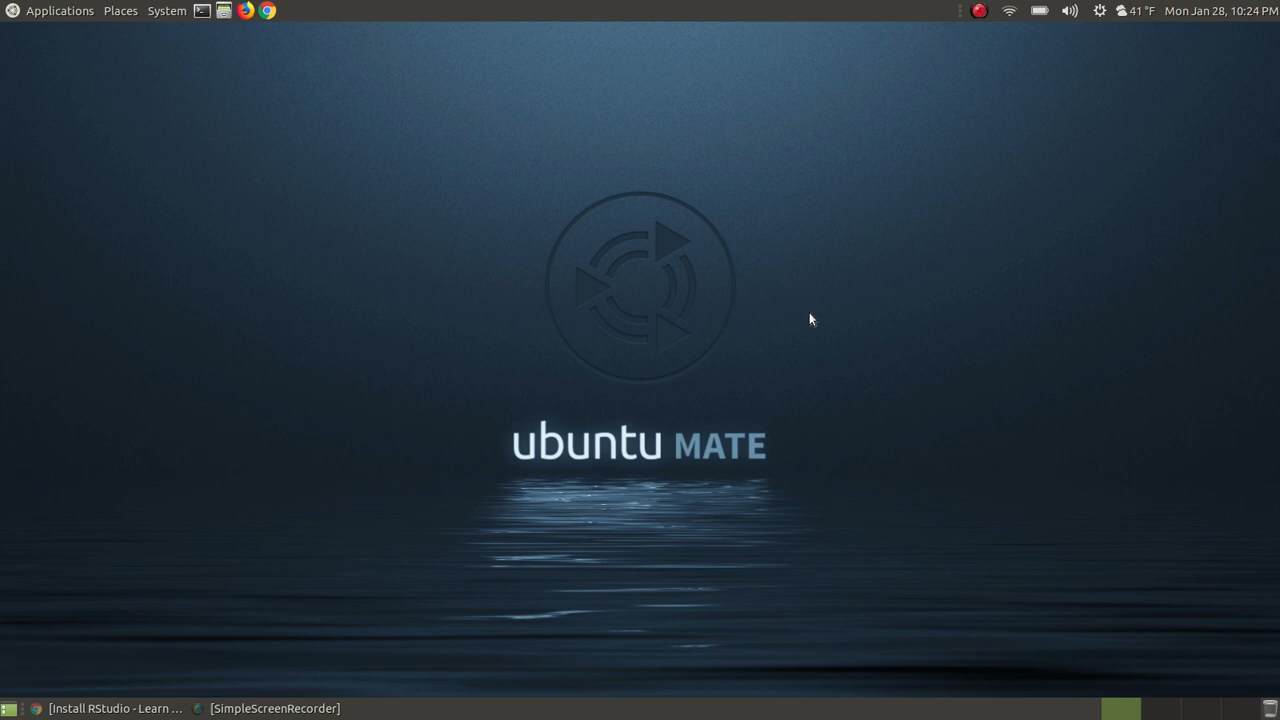 Applications Places System 41 °F Mon Jan 28, 10:24 PM
ubuntu MATE
[Install RStudio - Learn ... [SimpleScreenRecorder]